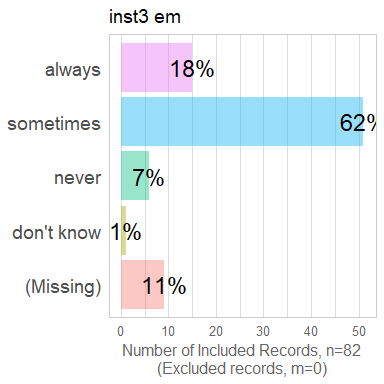 inst3 em
always 18%
sometimes 62%
never 7%
don't know 1%
(Missing) 11%
0 10 20 30 40 50
Number of Included Records, n=82
(Excluded records, m=0)